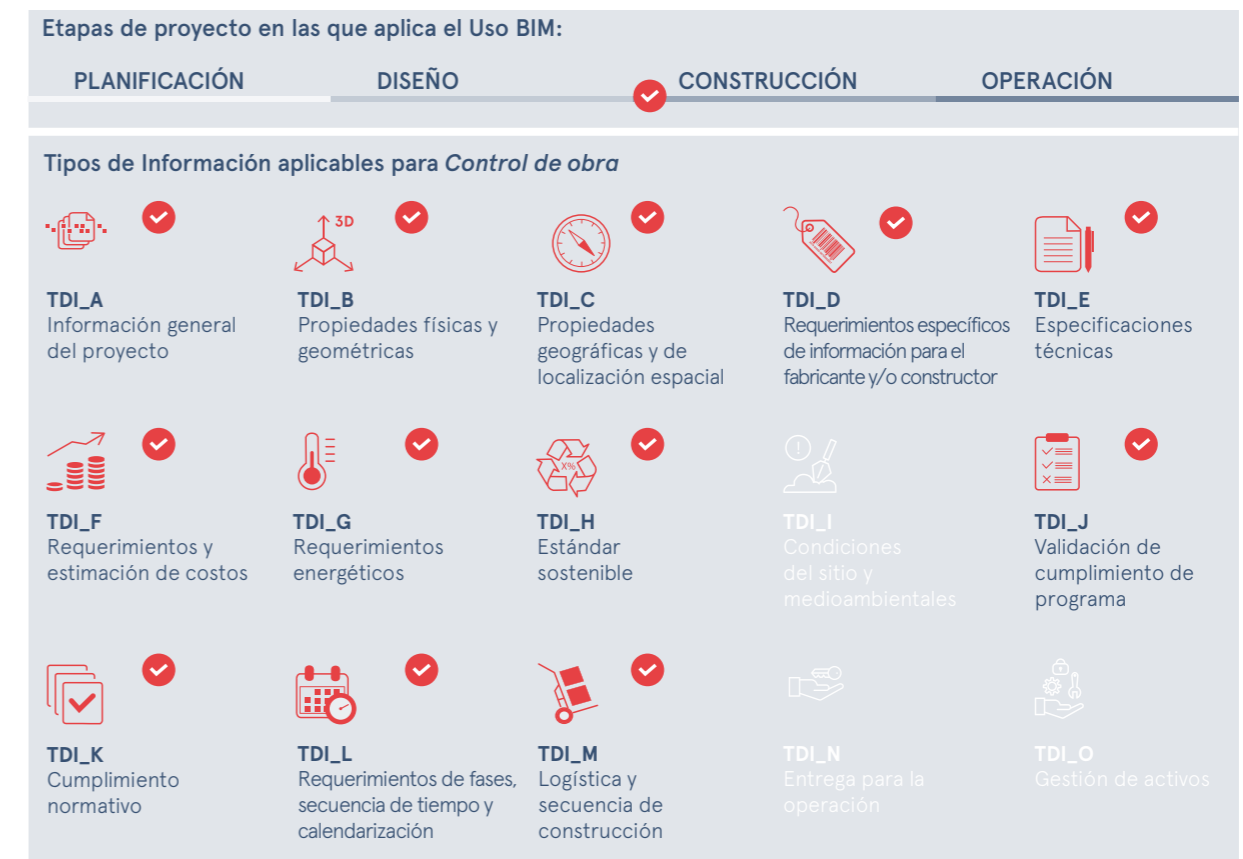 Etapas de proyecto en las que aplica el Uso BIM:
PLANIFICACIÓN
DISEÑO
CONSTRUCCIÓN
OPERACIÓN
Tipos de Información aplicables para Control de obra
3D
TDI_A
Información general
del proyecto
TDI_B
Propiedades físicas y
geométricas
TDI_C
Propiedades
geográficas y de
localización espacial
TDI_D
Requerimientos específicos
de información para el
fabricante y/o constructor
TDI_E
Especificaciones
técnicas
TDI_F
Requerimientos y
estimación de costos
TDI_G
Requerimientos
energéticos
X%
TDI_H
Estándar
sostenible
TDI_I
Condiciones
del sitio y
medioambientales
TDI_J
Validación de
cumplimiento de
programa
TDI_K
Cumplimiento
normativo
TDI_L
Requerimientos de fases,
secuencia de tiempo y
calendarización
TDI_M
Logística y
secuencia de
construcción
TDI_N
Entrega para la
operación
TDI_O
Gestión de activos